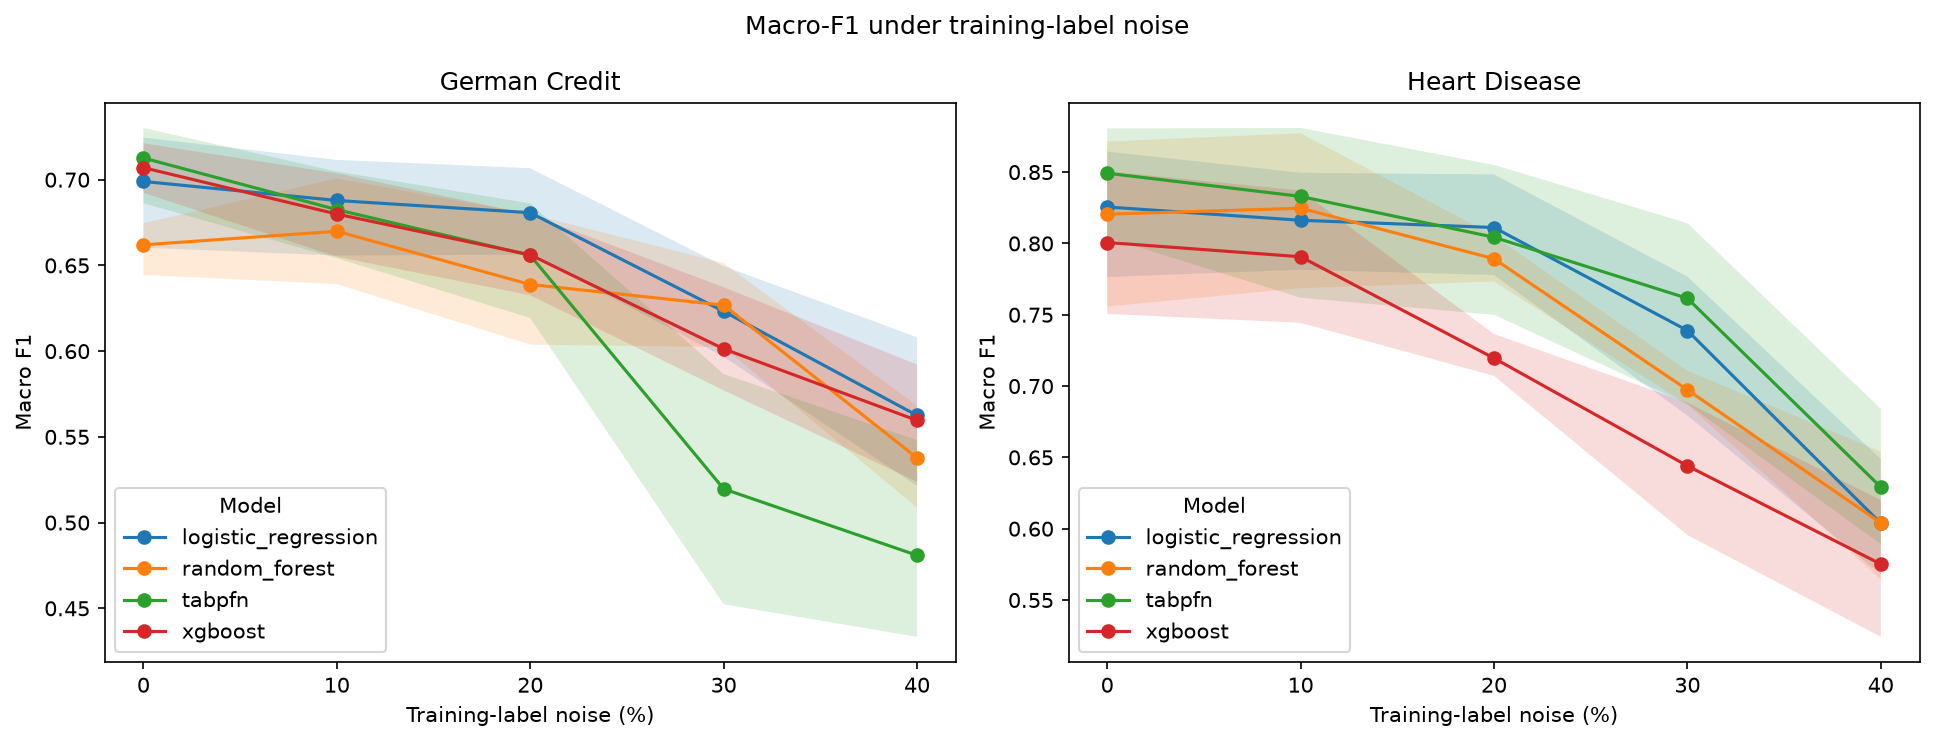 Macro-F1 under training-label noise
German Credit
Macro F1
0.70
0.65
0.60
0.55
0.50
0.45
Model
logistic_regression
random_forest
tabpfn
xgboost
0 10 20 30 40
Training-label noise (%)
Heart Disease
Macro F1
0.85
0.80
0.75
0.70
0.65
0.60
0.55
Model
logistic_regression
random_forest
tabpfn
xgboost
0 10 20 30 40
Training-label noise (%)